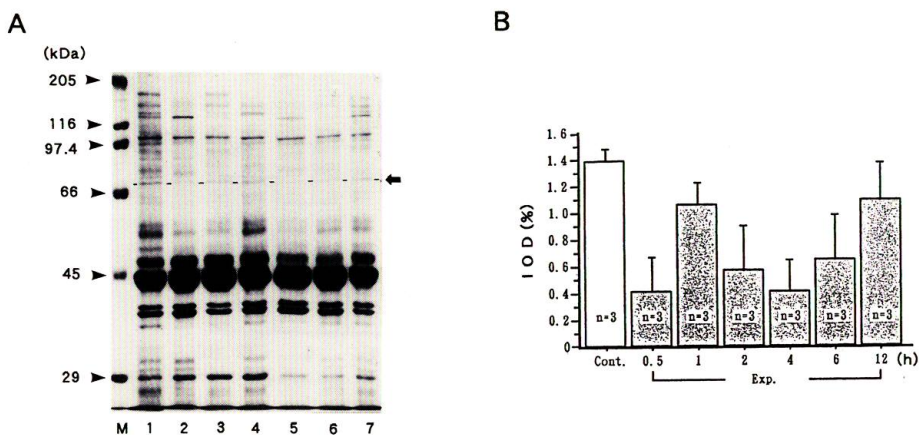 A
(kDa)
205
116
97.4
66
45
29
M 1 2 3 4 5 6 7
B
IOD (%)
1.6
1.4
1.2
1.0
0.8
0.6
0.4
0.2
0
n=3 n=3 n=3 n=3 n=3 n=3 n=3
Cont. 0.5 1 2 4 6 12 (h)
Exp.